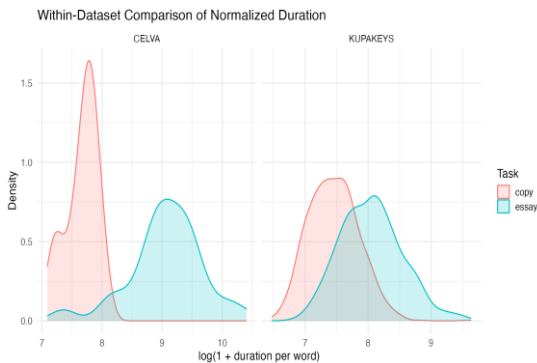 Within-Dataset Comparison of Normalized Duration
CELVA
KUPAKEYS
1.5
1.0
0.5
0.0
Density
7 8 9 10
7 8 9
log(1 + duration per word)
Task
copy
essay